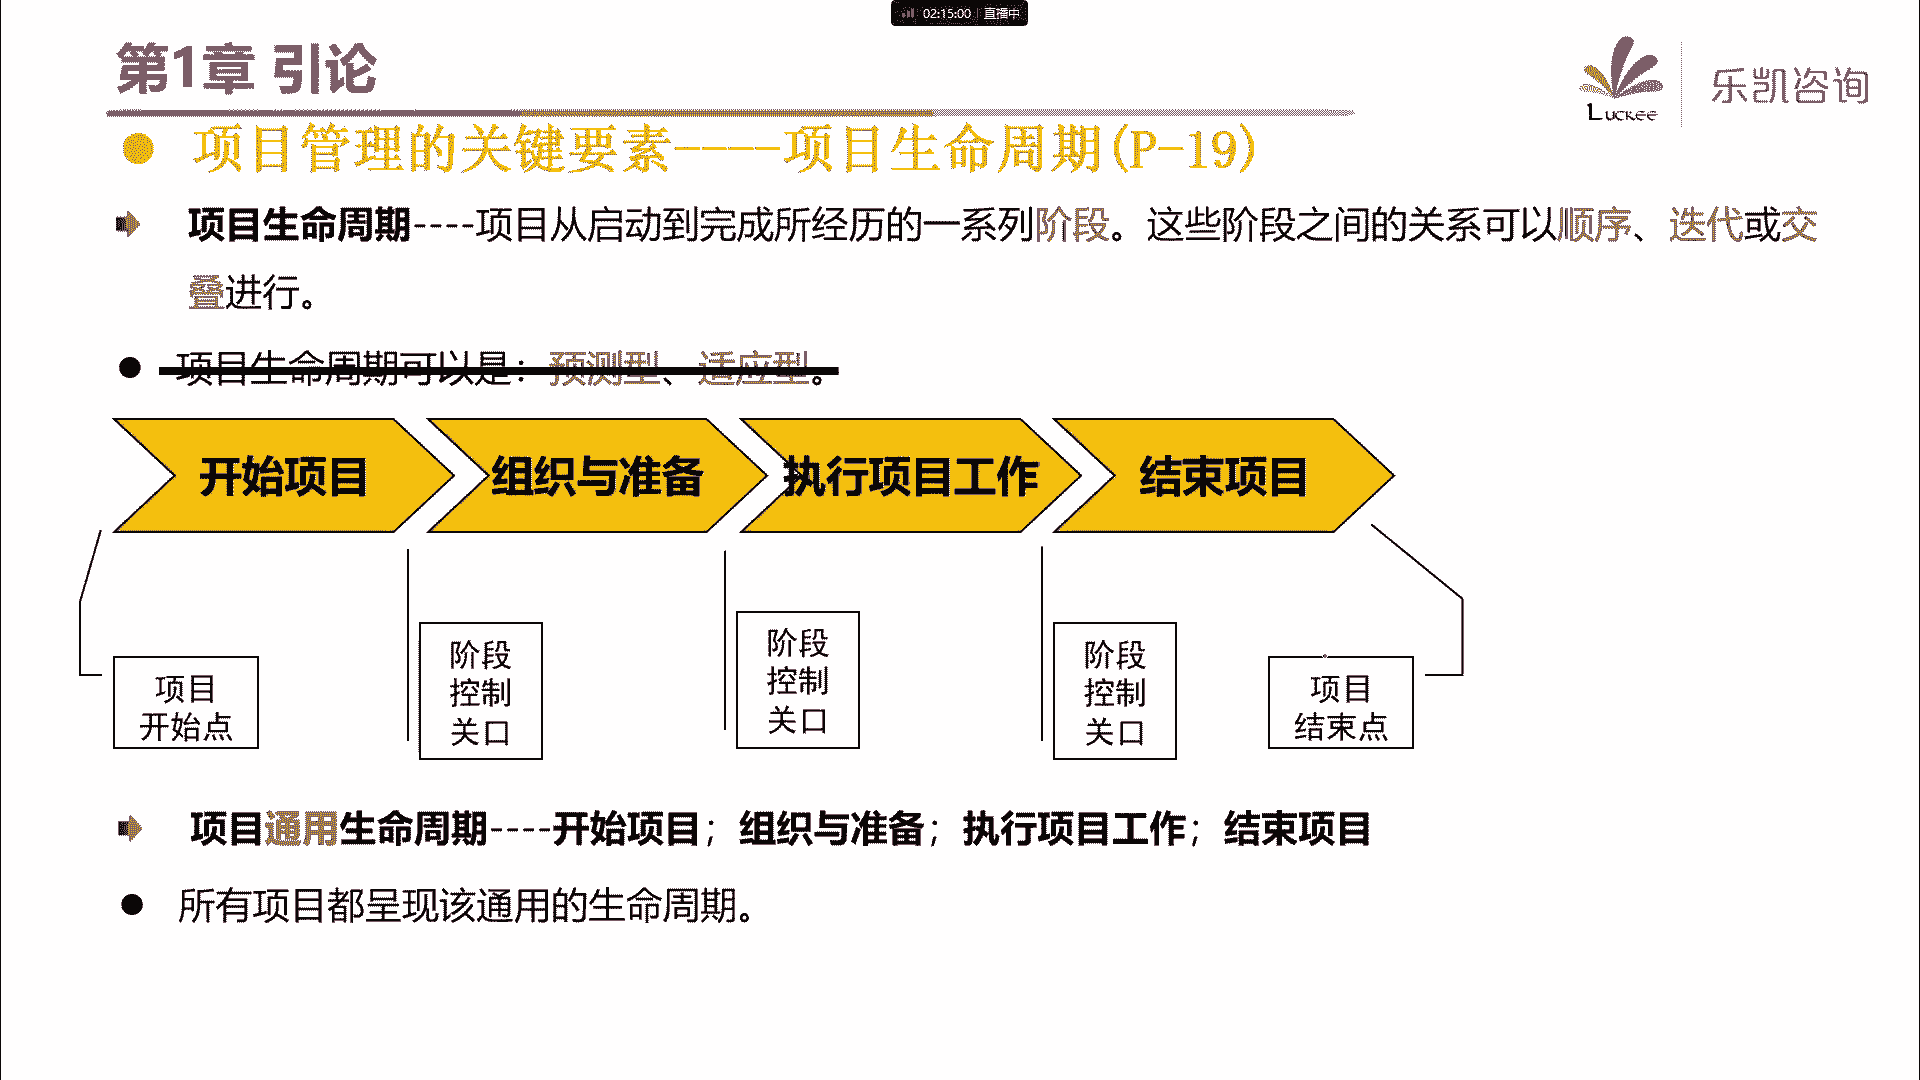 02:15:00 直播中
第1章 引论
Luckee 乐凯咨询
项目管理的关键要素----项目生命周期(P-19)
项目生命周期----项目从启动到完成所经历的一系列阶段。这些阶段之间的关系可以顺序、迭代或交
叠进行。
项目生命周期可以是：预测型、适应型。
开始项目 组织与准备 执行项目工作 结束项目
项目
开始点
阶段
控制
关口
阶段
控制
关口
阶段
控制
关口
项目
结束点
项目通用生命周期----开始项目；组织与准备；执行项目工作；结束项目
所有项目都呈现该通用的生命周期。